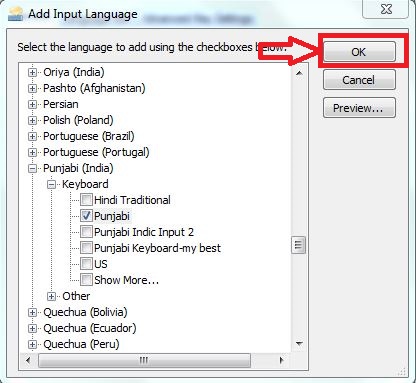 Add Input Language
Select the language to add using the checkboxes below.
OK
Cancel
Preview...
Oriya (India)
Pashto (Afghanistan)
Persian
Polish (Poland)
Portuguese (Brazil)
Portuguese (Portugal)
Punjabi (India)
Keyboard
Hindi Traditional
Punjabi
Punjabi Indic Input 2
Punjabi Keyboard-my best
US
Show More...
Other
Quechua (Bolivia)
Quechua (Ecuador)
Quechua (Peru)